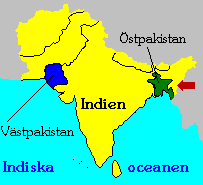 Östpakistan
Indien
Västpakistan
Indiska oceanen